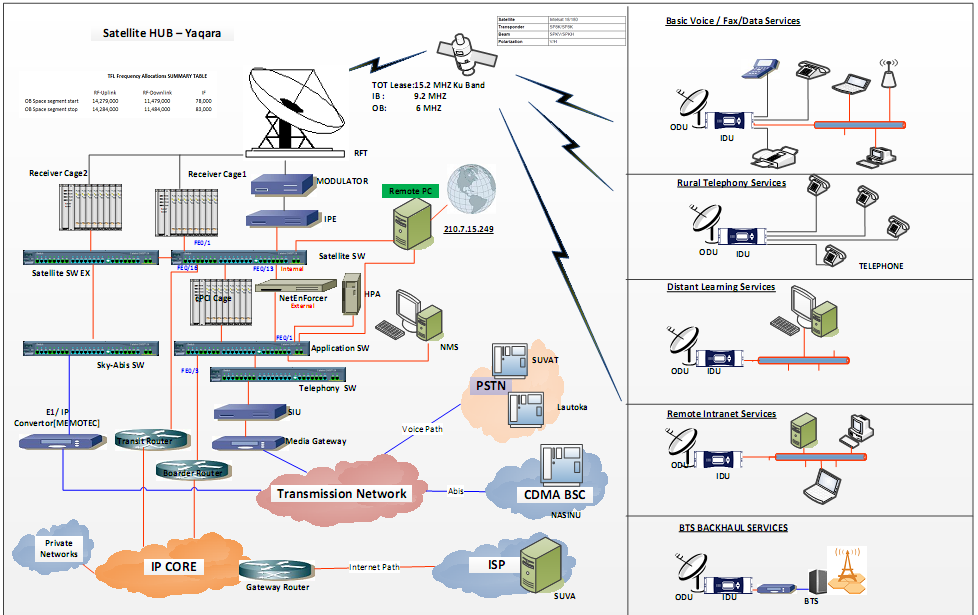 Satellite HUB – Yaqara
Satellite Intelsat 18/180
Transponder
Beam
Polarization
TFL Frequency Allocations SUMMARY TABLE
RF-Uplink RF-Downlink IF
OB Space segment start 14,279,000 11,479,000 78,000
OB Space segment stop 14,284,000 11,484,000 83,000
TOT Lease:15.2 MHZ Ku Band
IB : 9.2 MHZ
OB: 6 MHZ
RFT
Receiver Cage2
Receiver Cage1
MODULATOR
IPE
Remote PC
210.7.15.249
FE0/1
Satellite SW
Satellite SW EX
FE0/16
FE0/13
Internal
cPCI Cage
NetEnForcer
External
HPA
FE0/1
Application SW
NMS
Sky-Abis SW
FE0/3
Telephony SW
SIU
Media Gateway
E1/ IP
Convertor[MEMOTEC]
Transit Router
Boarder Router
SUVAT
PSTN
Lautoka
Voice Path
Transmission Network
Abis
CDMA BSC
NASINU
Private
Networks
IP CORE
Gateway Router
Internet Path
ISP
SUVA
Basic Voice / Fax/Data Services
ODU
IDU
Rural Telephony Services
ODU
IDU
TELEPHONE
Distant Learning Services
ODU
IDU
Remote Intranet Services
ODU
IDU
BTS BACKHAUL SERVICES
ODU
IDU
BTS